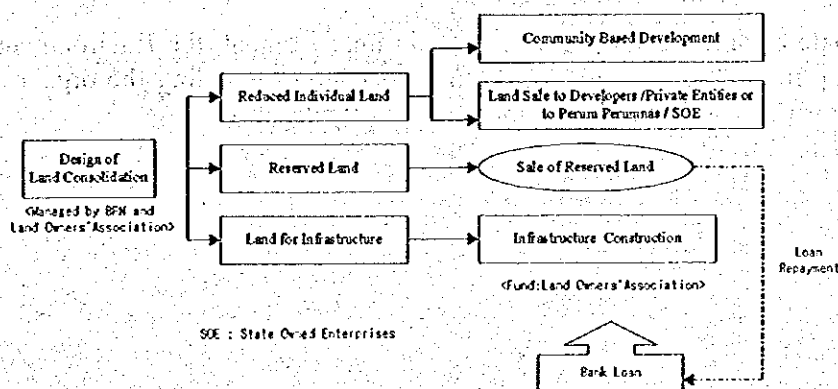 Community Based Development
Reduced Individual Land
Land Sale to Developers /Private Entities or
to Perum Perumnas / SOE
Design of
Land Consolidation
<Managed by BPN and
Land Owners'Association>
Reserved Land
Sale of Reserved Land
Land for Infrastructure
Infrastructure Construction
<Fund:Land Owners'Association>
Loan
Repayment
SOE : State Owned Enterprises
Bank Loan